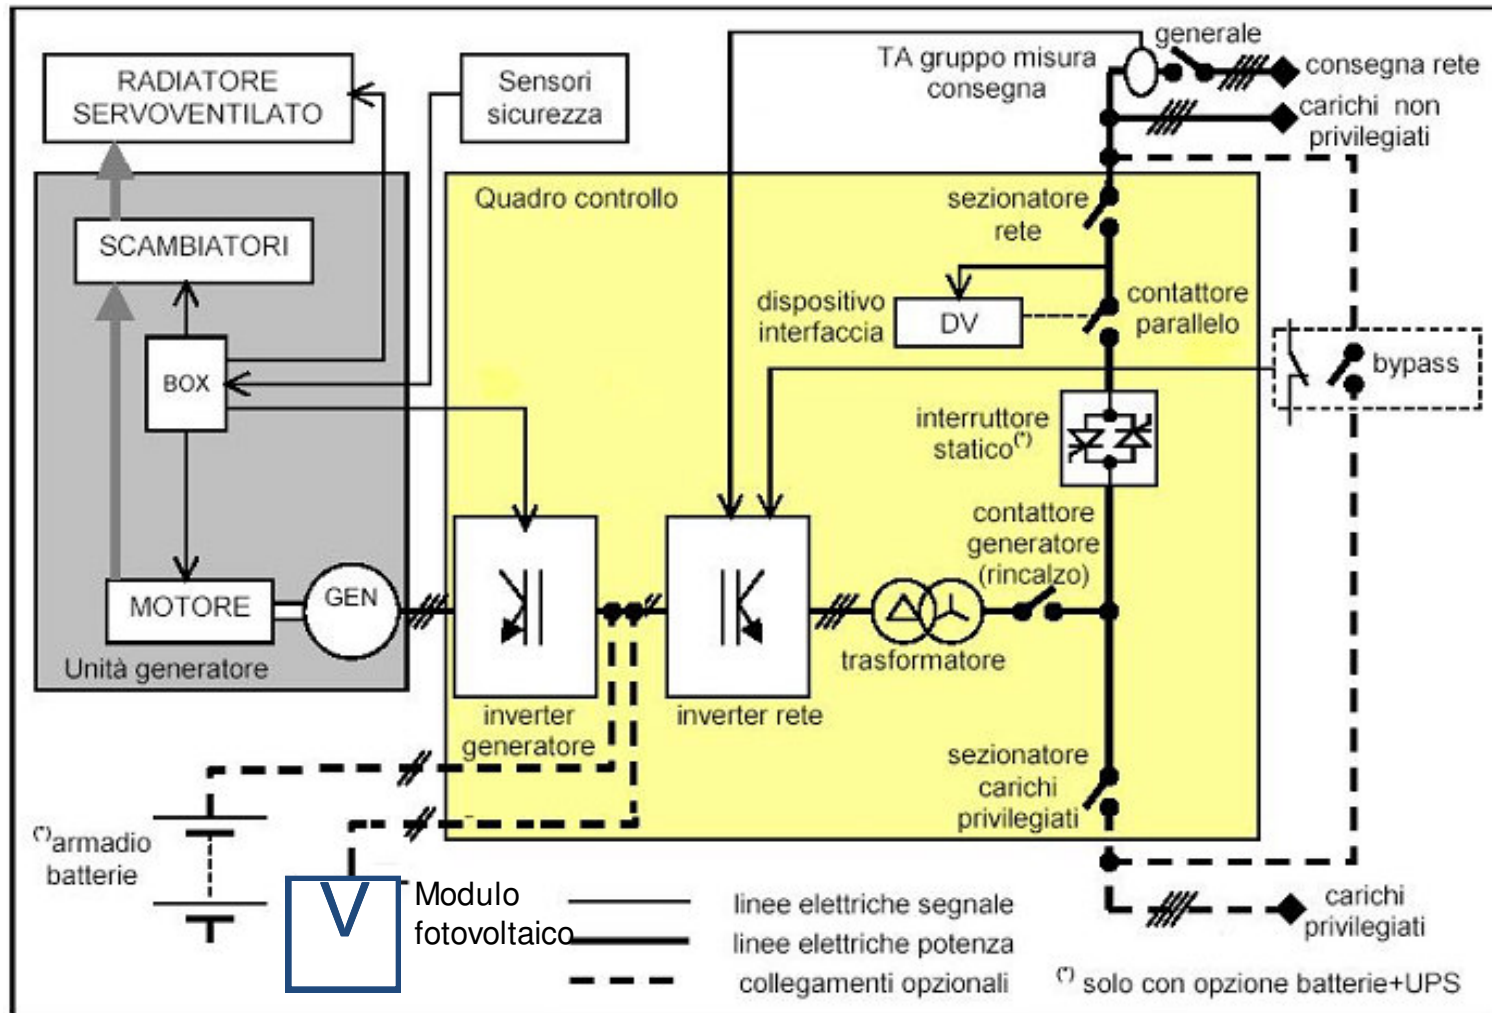 generale
TA gruppo misura
consegna
consegna rete
carichi non
privilegiati
RADIATORE
SERVOVENTILATO
Sensori
sicurezza
Quadro controllo
sezionatore
rete
SCAMBIATORI
dispositivo
interfaccia
DV
contattore
parallelo
BOX
bypass
interruttore
statico(*)
contattore
generatore
(rincalzo)
MOTORE
GEN
Unità generatore
trasformatore
inverter
generatore
inverter rete
sezionatore
carichi
privilegiati
(*)armadio
batterie
V
Modulo
fotovoltaico
linee elettriche segnale
linee elettriche potenza
collegamenti opzionali
carichi
privilegiati
(*) solo con opzione batterie+UPS